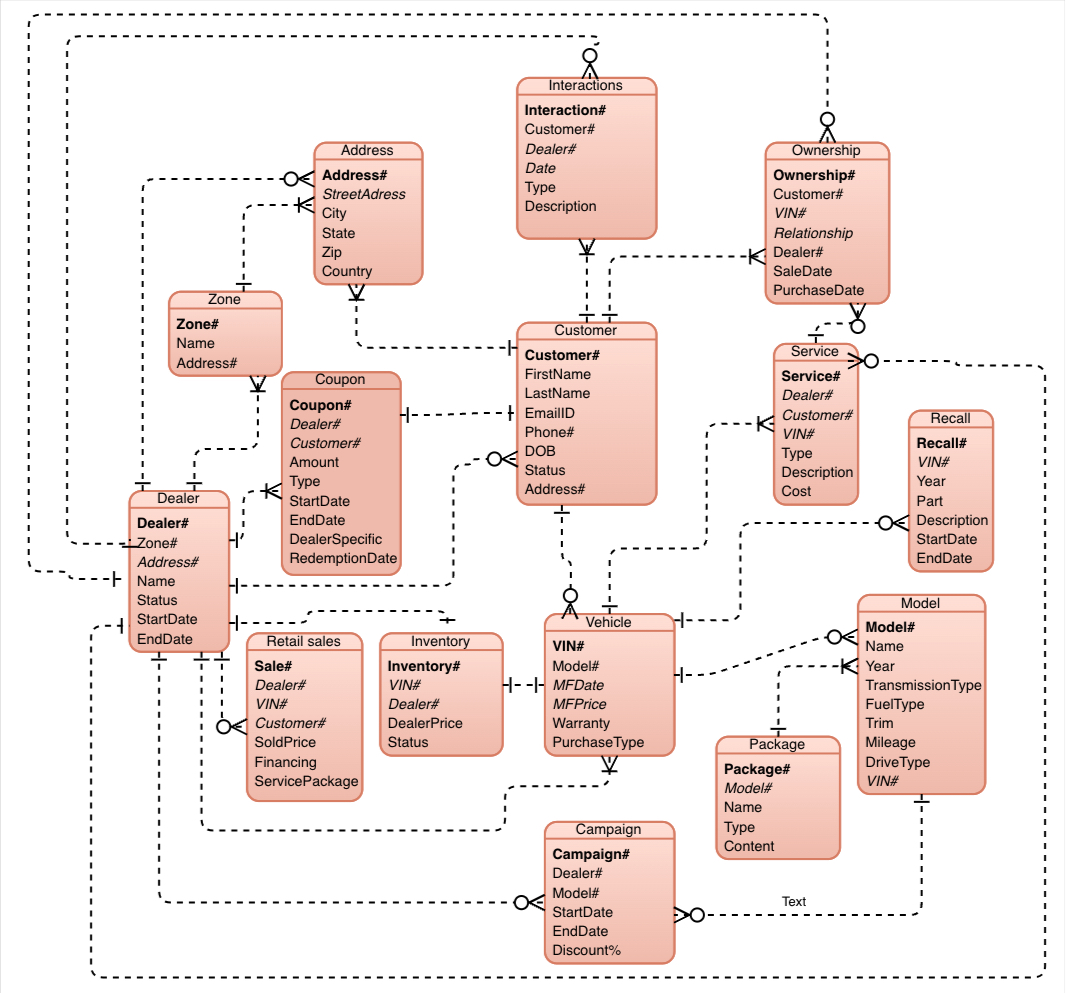 Interactions
Interaction#
Customer#
Dealer#
Date
Type
Description
Address
Address#
StreetAdress
City
State
Zip
Country
Ownership
Ownership#
Customer#
VIN#
Relationship
Dealer#
SaleDate
PurchaseDate
Zone
Zone#
Name
Address#
Customer
Customer#
FirstName
LastName
EmailID
Phone#
DOB
Status
Address#
Service
Service#
Dealer#
Customer#
VIN#
Type
Description
Cost
Coupon
Coupon#
Dealer#
Customer#
Amount
Type
StartDate
EndDate
DealerSpecific
RedemptionDate
Recall
Recall#
VIN#
Year
Part
Description
StartDate
EndDate
Dealer
Dealer#
Zone#
Address#
Name
Status
StartDate
EndDate
Retail sales
Sale#
Dealer#
VIN#
Customer#
SoldPrice
Financing
ServicePackage
Inventory
Inventory#
VIN#
Dealer#
DealerPrice
Status
Vehicle
VIN#
Model#
MFDate
MFPrice
Warranty
PurchaseType
Model
Model#
Name
Year
TransmissionType
FuelType
Trim
Mileage
DriveType
VIN#
Package
Package#
Model#
Name
Type
Content
Campaign
Campaign#
Dealer#
Model#
StartDate
EndDate
Discount%
Text